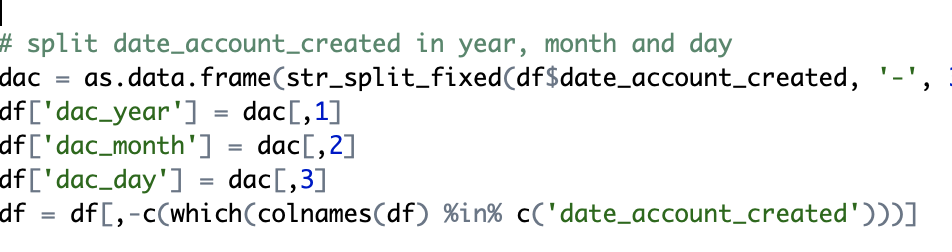 # split date_account_created in year, month and day
dac = as.data.frame(str_split_fixed(df$date_account_created, '-',
df['dac_year'] = dac[,1]
df['dac_month'] = dac[,2]
df['dac_day'] = dac[,3]
df = df[,-c(which(colnames(df) %in% c('date_account_created')))]